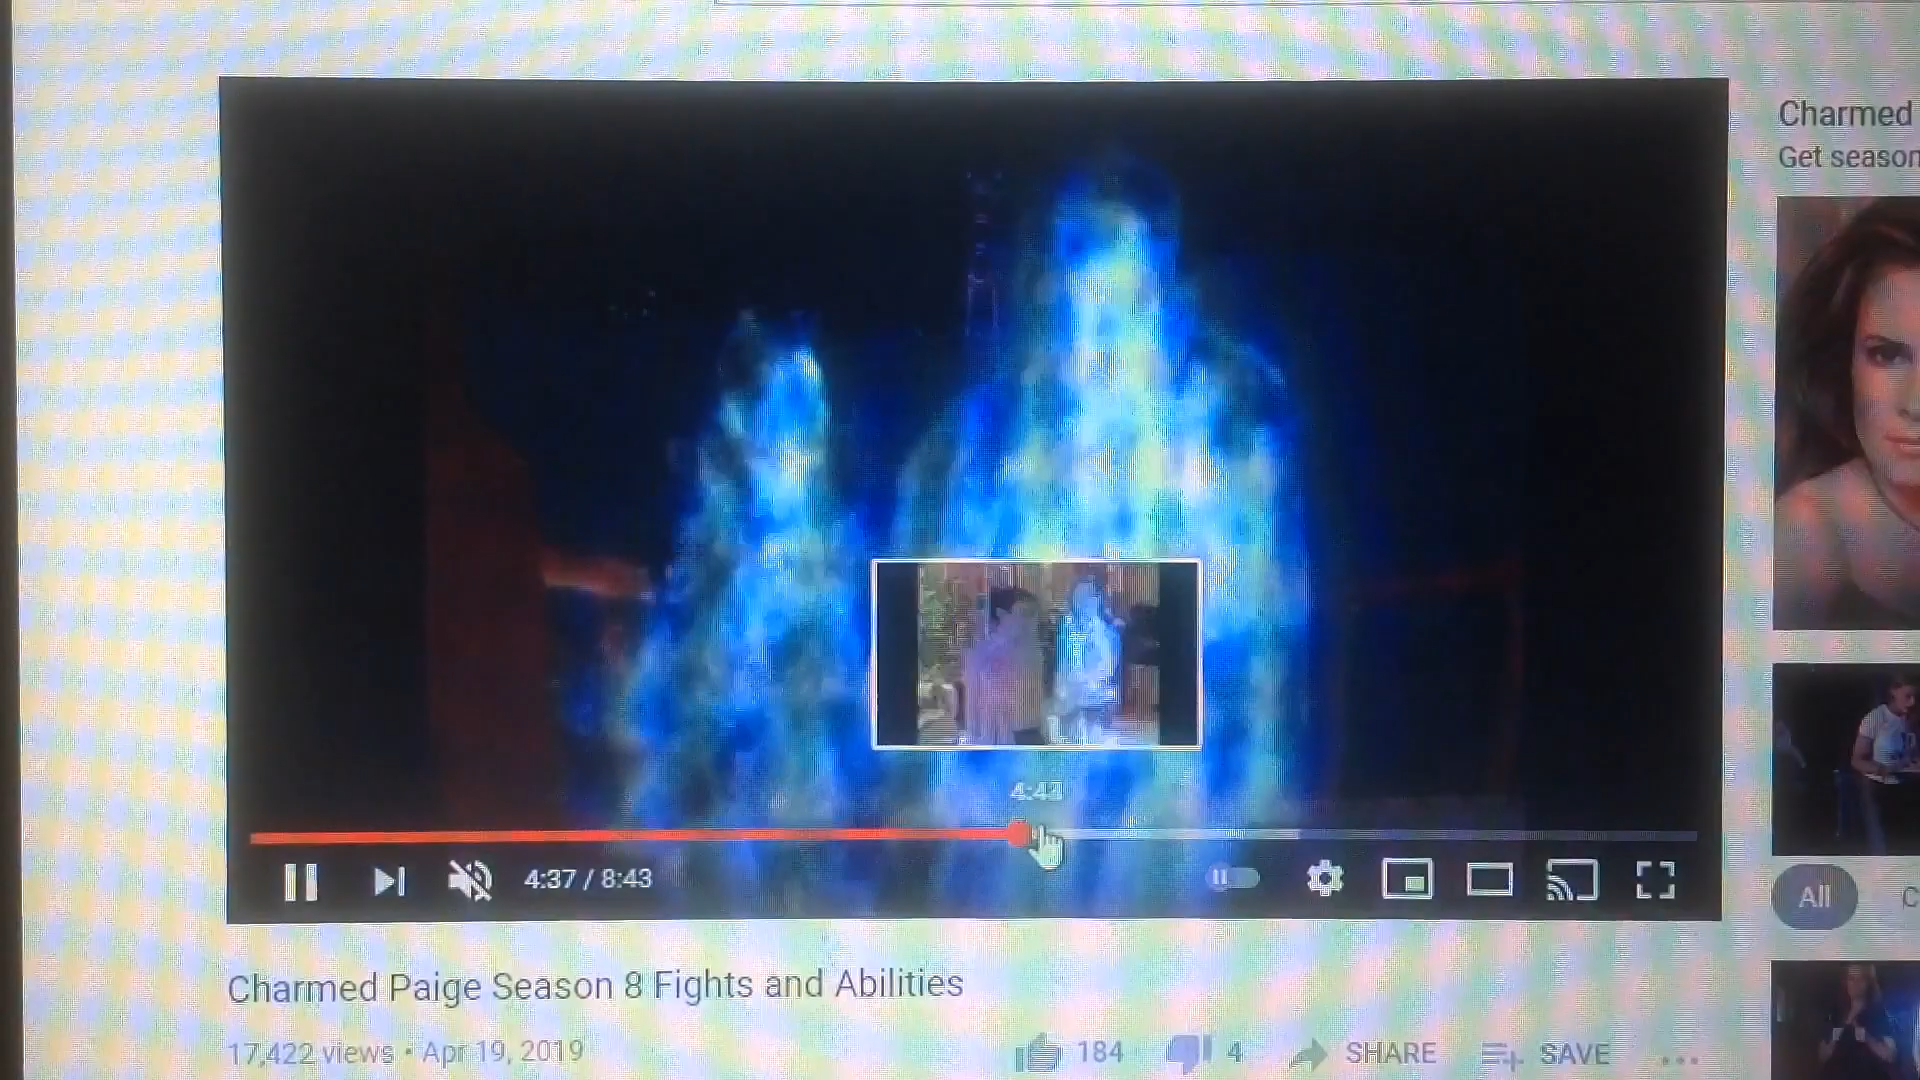 Charmed
Get season
4:43
4:37 / 8:43
All
Charmed Paige Season 8 Fights and Abilities
17,422 views • Apr 19, 2019
184
4
SHARE
SAVE